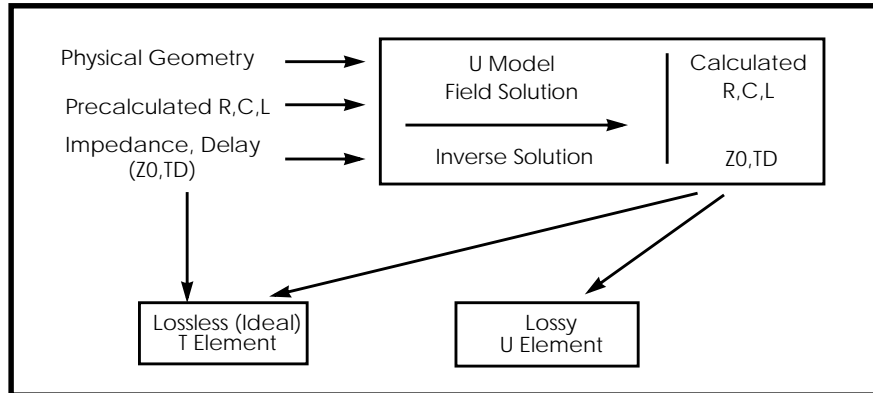 Physical Geometry
Precalculated R,C,L
Impedance, Delay
(Z0,TD)
U Model
Field Solution
Inverse Solution
Calculated
R,C,L
Z0,TD
Lossless (Ideal)
T Element
Lossy
U Element